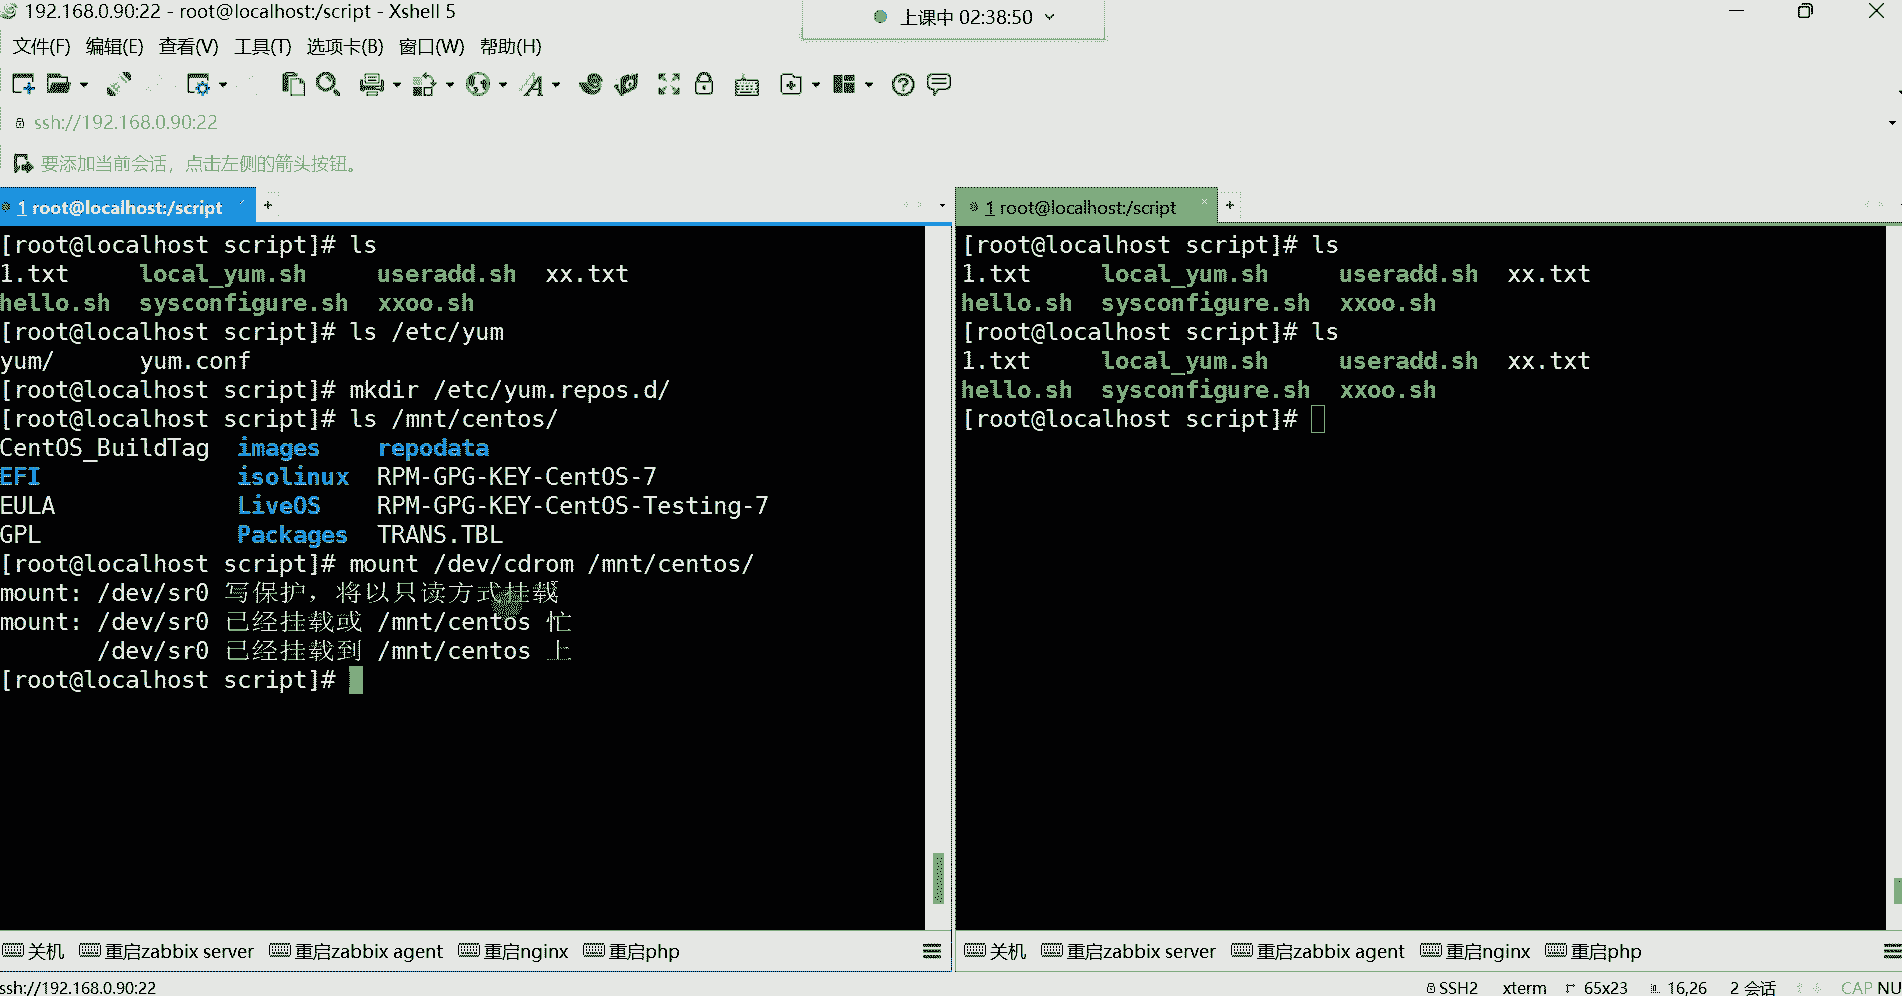 192.168.0.90:22 - root@localhost:/script - Xshell 5
上课中 02:38:50
文件(F) 编辑(E) 查看(V) 工具(T) 选项卡(B) 窗口(W) 帮助(H)
ssh://192.168.0.90:22
要添加当前会话，点击左侧的箭头按钮。
1 root@localhost:/script +
[root@localhost script]# ls
1.txt local_yum.sh useradd.sh xx.txt
hello.sh sysconfigure.sh xxoo.sh
[root@localhost script]# ls /etc/yum
yum/ yum.conf
[root@localhost script]# mkdir /etc/yum.repos.d/
[root@localhost script]# ls /mnt/centos/
CentOS_BuildTag images repodata
EFI isolinux RPM-GPG-KEY-CentOS-7
EULA LiveOS RPM-GPG-KEY-CentOS-Testing-7
GPL Packages TRANS.TBL
[root@localhost script]# mount /dev/cdrom /mnt/centos/
mount: /dev/sr0 写保护，将以只读方式挂载
mount: /dev/sr0 已经挂载或 /mnt/centos 忙
/dev/sr0 已经挂载到 /mnt/centos 上
[root@localhost script]#
关机 重启zabbix server 重启zabbix agent 重启nginx 重启php
1 root@localhost:/script +
[root@localhost script]# ls
1.txt local_yum.sh useradd.sh xx.txt
hello.sh sysconfigure.sh xxoo.sh
[root@localhost script]# ls
1.txt local_yum.sh useradd.sh xx.txt
hello.sh sysconfigure.sh xxoo.sh
[root@localhost script]#
关机 重启zabbix server 重启zabbix agent 重启nginx 重启php
ssh://192.168.0.90:22 SSH2 xterm 65x23 16,26 2 会话 CAP NU